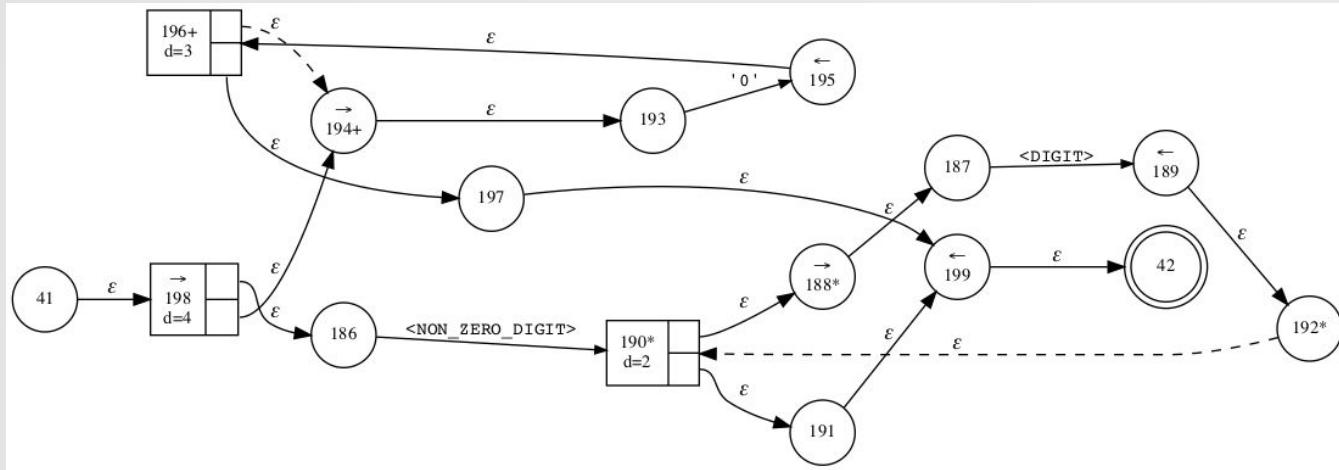 196+
d=3
ε
ε
←
195
'0'
→
194+
ε
193
ε
187
<DIGIT>
←
189
197
ε
ε
ε
41
ε
→
198
d=4
ε
ε
186
<NON_ZERO_DIGIT>
190*
d=2
ε
→
188*
←
199
ε
42
192*
ε
ε
ε
191